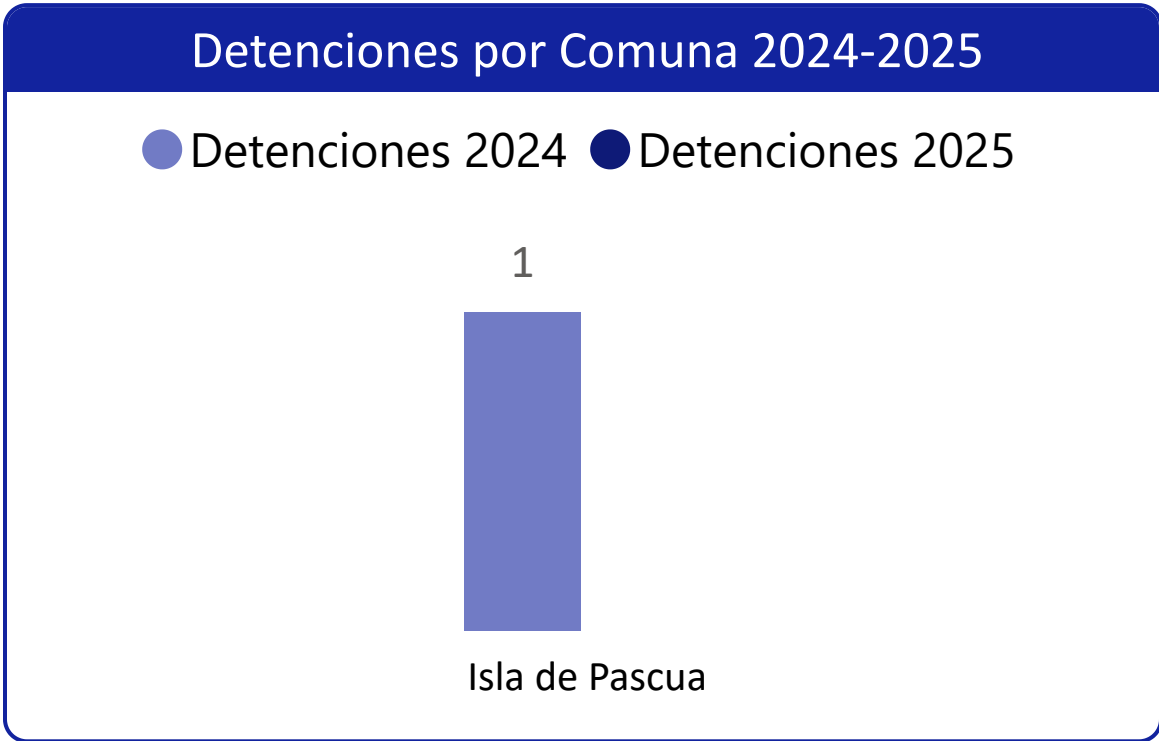 Detenciones por Comuna 2024-2025
Detenciones 2024 Detenciones 2025
1
Isla de Pascua